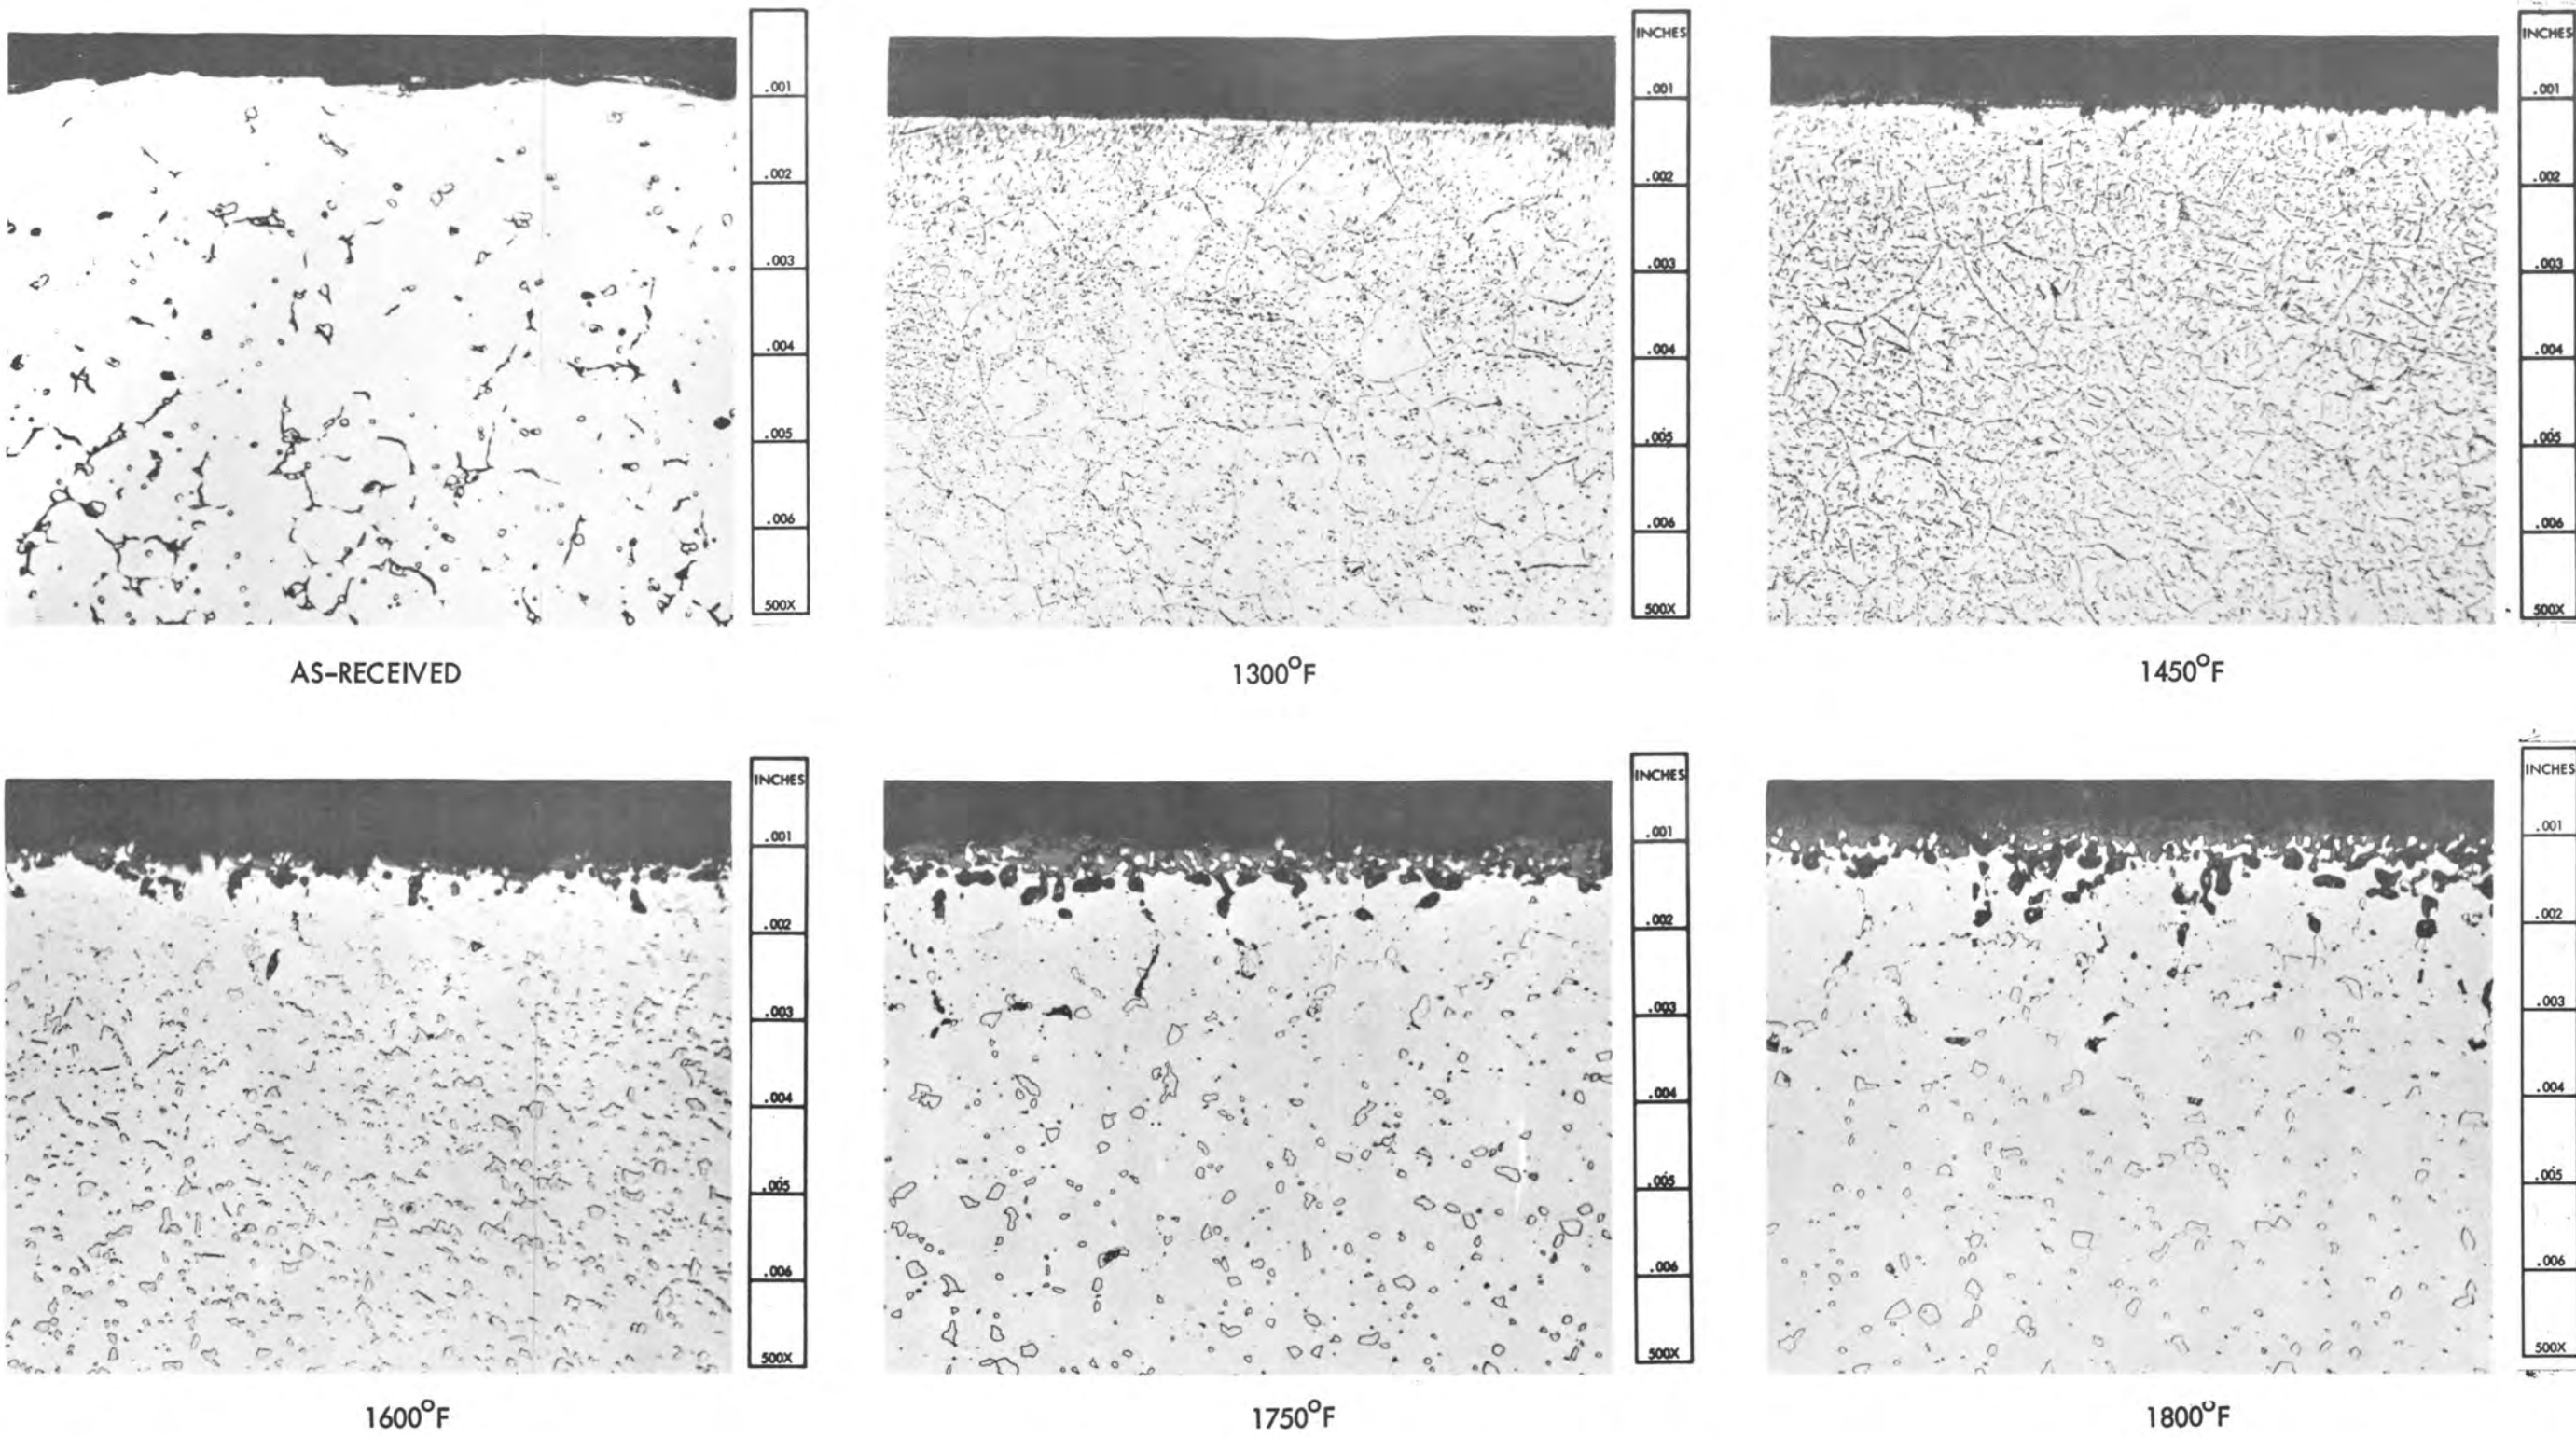 .001
.002
.003
.004
.005
.006
500X
AS-RECEIVED
INCHES
.001
.002
.003
.004
.005
.006
500X
1300°F
INCHES
.001
.002
.003
.004
.005
.006
500X
1450°F
INCHES
.001
.002
.003
.004
.005
.006
500X
1600°F
INCHES
.001
.002
.003
.004
.005
.006
500X
1750°F
INCHES
.001
.002
.003
.004
.005
.006
500X
1800°F